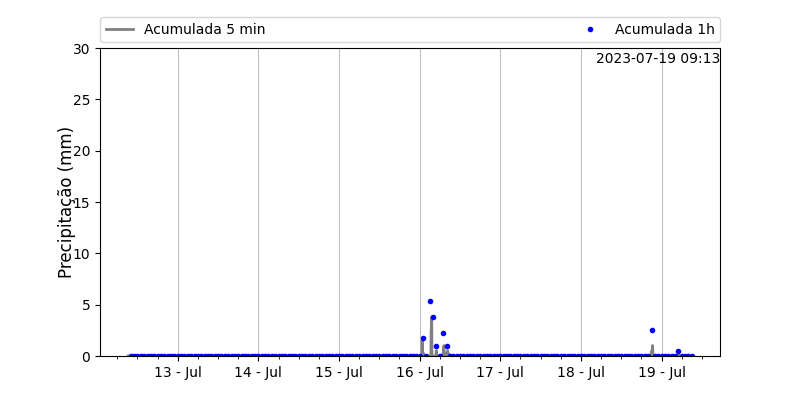 Acumulada 5 min
Acumulada 1h
2023-07-19 09:13
Precipitação (mm)
30
25
20
15
10
5
0
13 - Jul
14 - Jul
15 - Jul
16 - Jul
17 - Jul
18 - Jul
19 - Jul